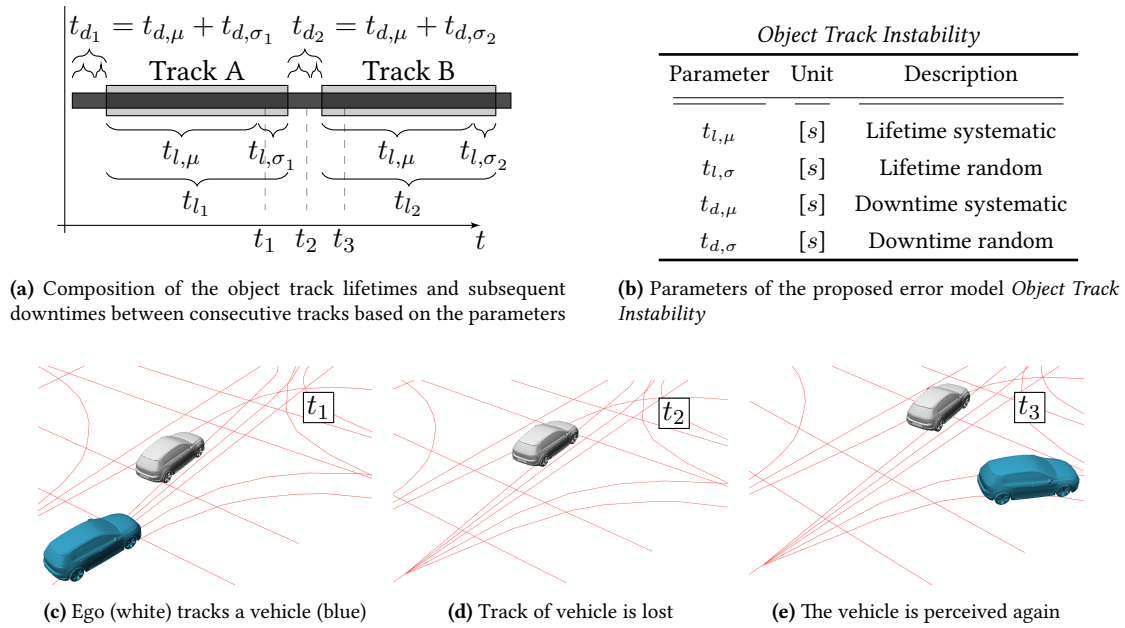 t_{d_1} = t_{d,μ} + t_{d,σ_1} t_{d_2} = t_{d,μ} + t_{d,σ_2}
Track A Track B
t_{l,μ} t_{l,σ_1} t_{l,μ} t_{l,σ_2}
t_{l_1} t_{l_2}
t_1 t_2 t_3 t
(a) Composition of the object track lifetimes and subsequent
downtimes between consecutive tracks based on the parameters
Object Track Instability
Parameter Unit Description
t_{l,μ} [s] Lifetime systematic
t_{l,σ} [s] Lifetime random
t_{d,μ} [s] Downtime systematic
t_{d,σ} [s] Downtime random
(b) Parameters of the proposed error model Object Track
Instability
t_1
(c) Ego (white) tracks a vehicle (blue)
t_2
(d) Track of vehicle is lost
t_3
(e) The vehicle is perceived again